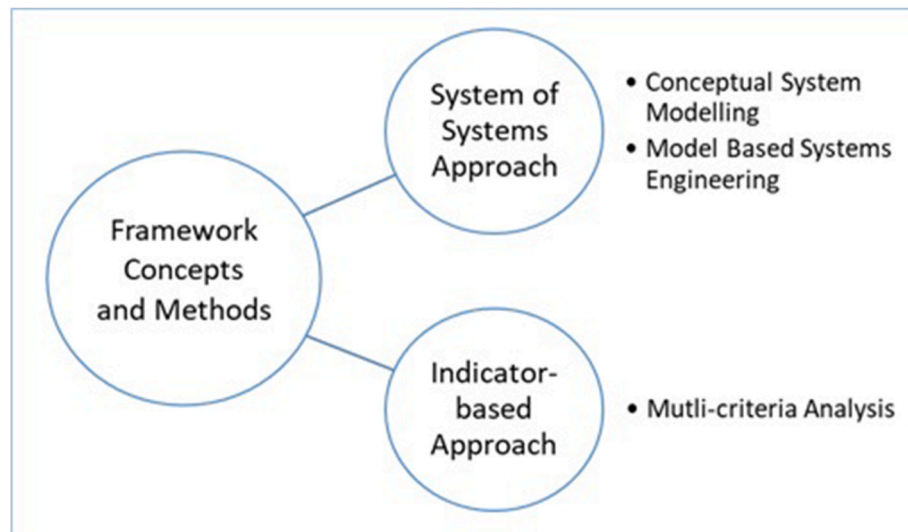 System of
Systems
Approach
• Conceptual System
Modelling
• Model Based Systems
Engineering
Framework
Concepts
and Methods
Indicator-
based
Approach
• Mutli-criteria Analysis